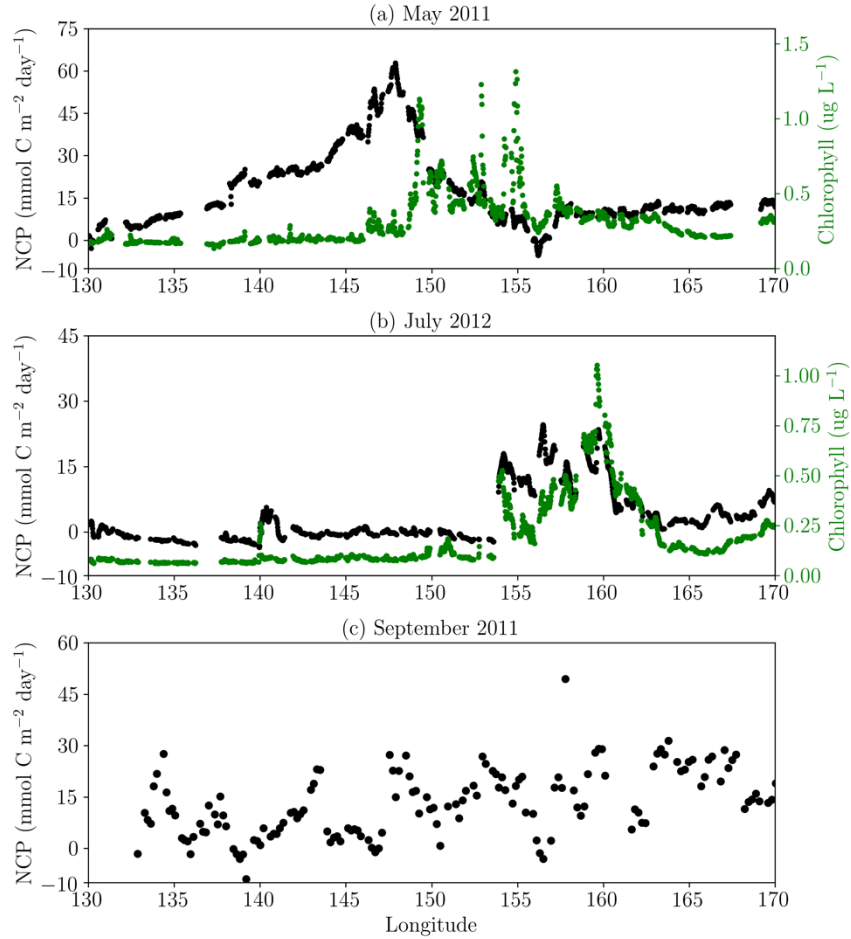 (a) May 2011
NCP (mmol C m⁻² day⁻¹)
75
60
45
30
15
0
−10
Chlorophyll (ug L⁻¹)
1.5
1.0
0.5
0.0
130 135 140 145 150 155 160 165 170
(b) July 2012
NCP (mmol C m⁻² day⁻¹)
45
30
15
0
−10
Chlorophyll (ug L⁻¹)
1.00
0.75
0.50
0.25
0.00
130 135 140 145 150 155 160 165 170
(c) September 2011
NCP (mmol C m⁻² day⁻¹)
60
45
30
15
0
−10
130 135 140 145 150 155 160 165 170
Longitude